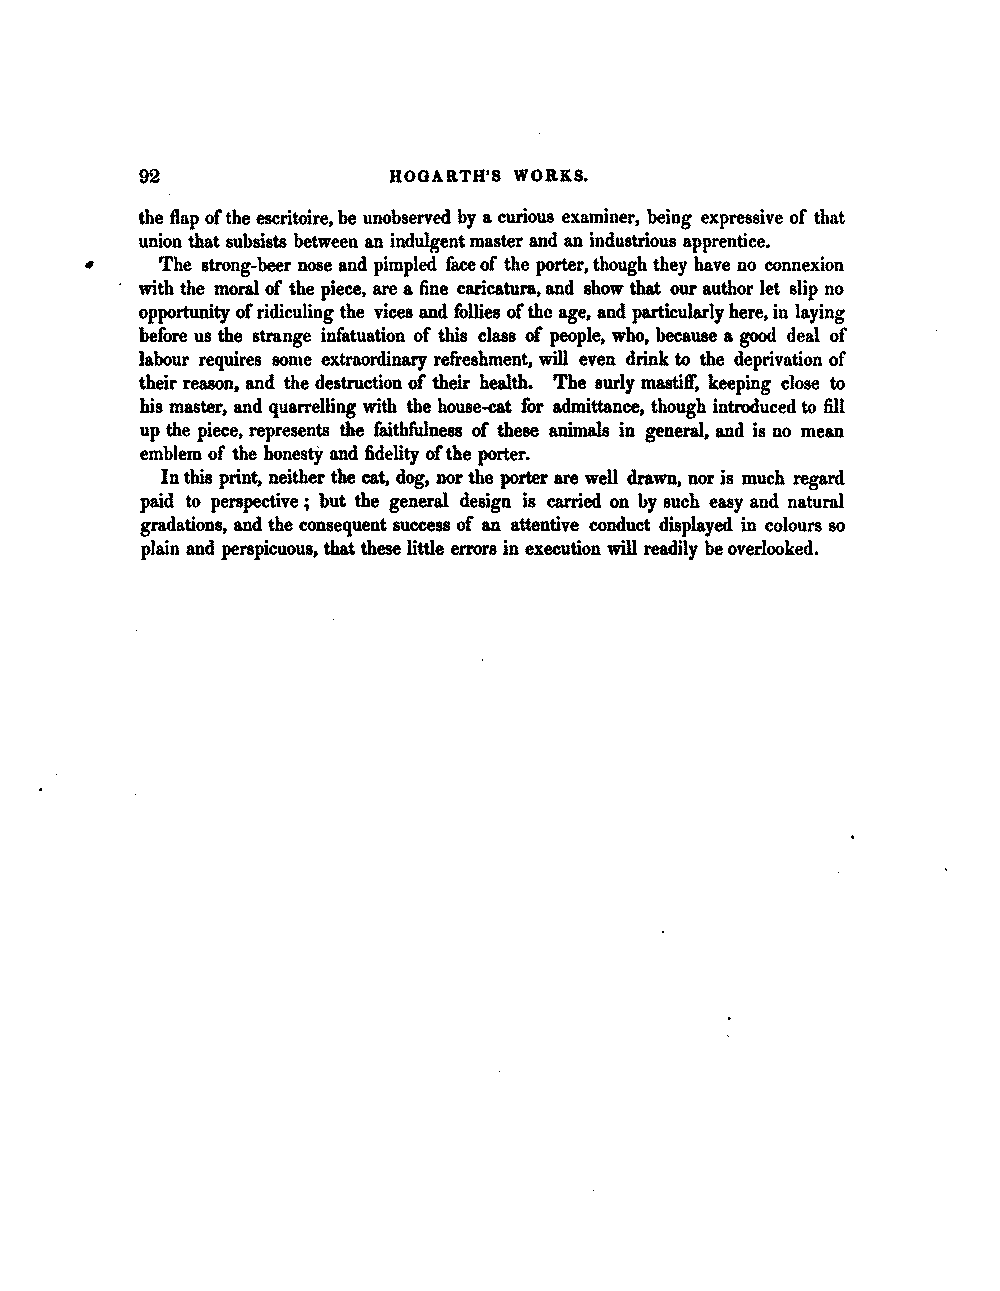 92 HOGARTH'S WORKS.
the flap of the escritoire, be unobserved by a curious examiner, being expressive of that
union that subsists between an indulgent master and an industrious apprentice.
The strong-beer nose and pimpled face of the porter, though they have no connexion
with the moral of the piece, are a fine caricatura, and show that our author let slip no
opportunity of ridiculing the vices and follies of the age, and particularly here, in laying
before us the strange infatuation of this class of people, who, because a good deal of
labour requires some extraordinary refreshment, will even drink to the deprivation of
their reason, and the destruction of their health. The surly mastiff, keeping close to
his master, and quarrelling with the house-cat for admittance, though introduced to fill
up the piece, represents the faithfulness of these animals in general, and is no mean
emblem of the honesty and fidelity of the porter.
In this print, neither the cat, dog, nor the porter are well drawn, nor is much regard
paid to perspective ; but the general design is carried on by such easy and natural
gradations, and the consequent success of an attentive conduct displayed in colours so
plain and perspicuous, that these little errors in execution will readily be overlooked.